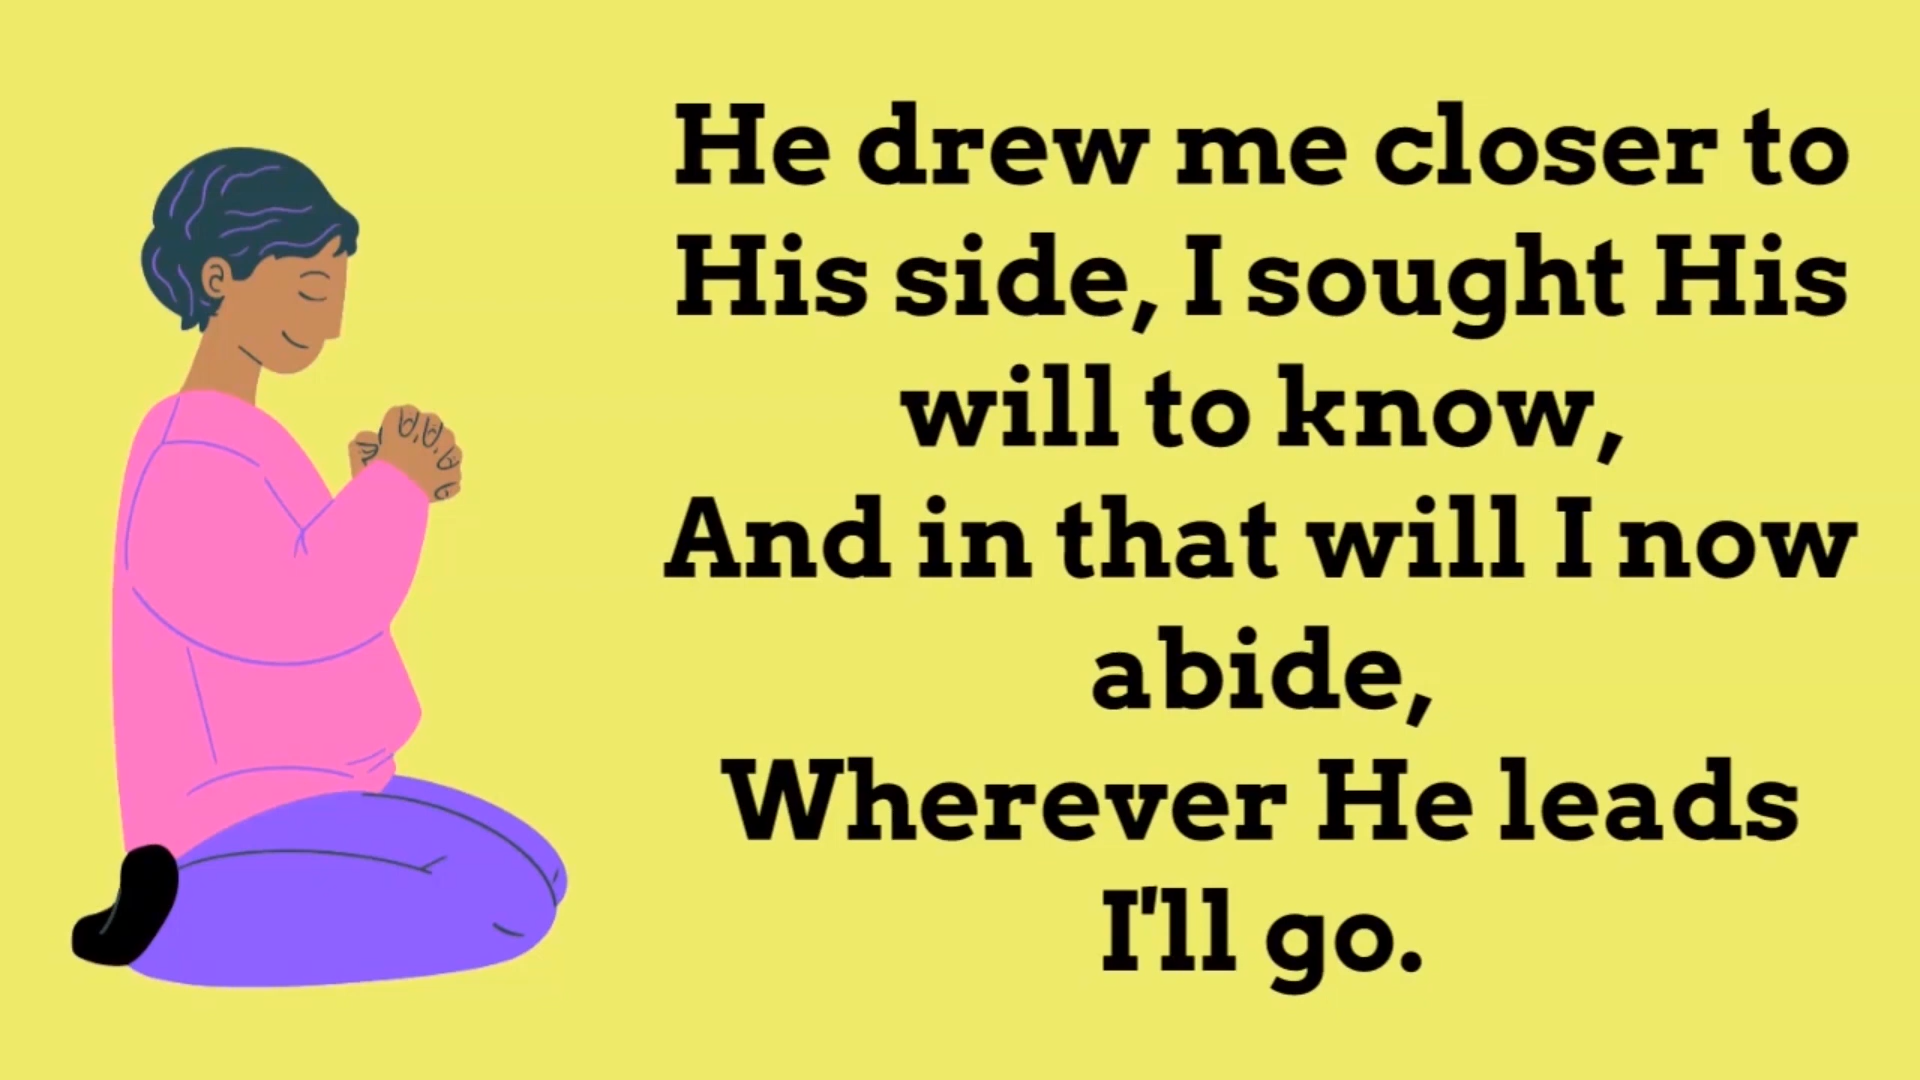 He drew me closer to
His side, I sought His
will to know,
And in that will I now
abide,
Wherever He leads
I'll go.